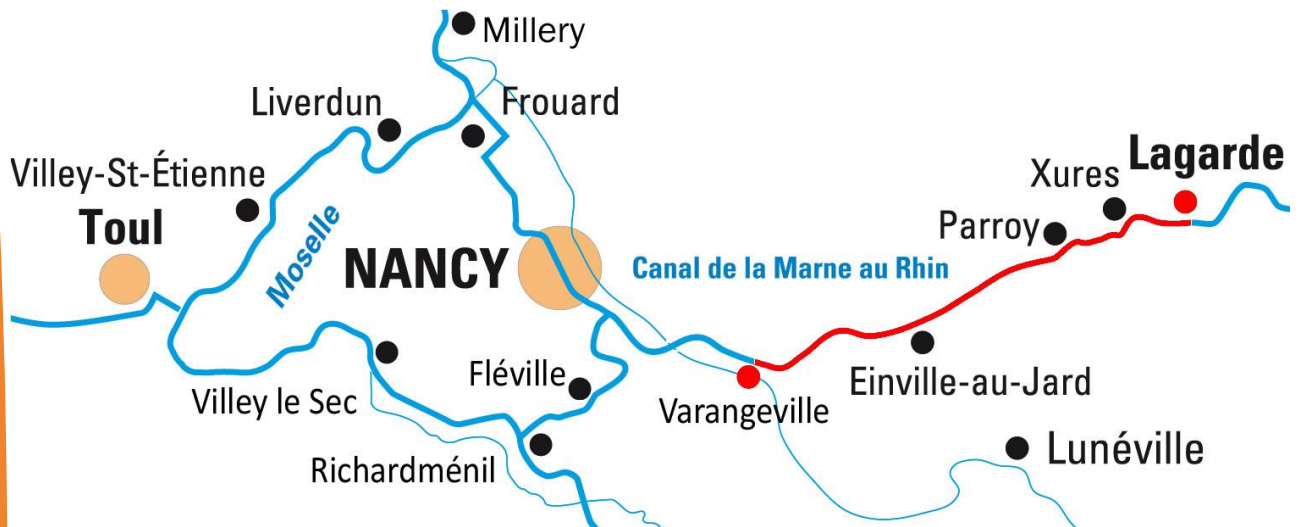 Millery
Liverdun
Frouard
Villey-St-Étienne
Toul
Moselle
NANCY
Canal de la Marne au Rhin
Lagarde
Xures
Parroy
Einville-au-Jard
Varangeville
Fléville
Villey le Sec
Richardménil
Lunéville